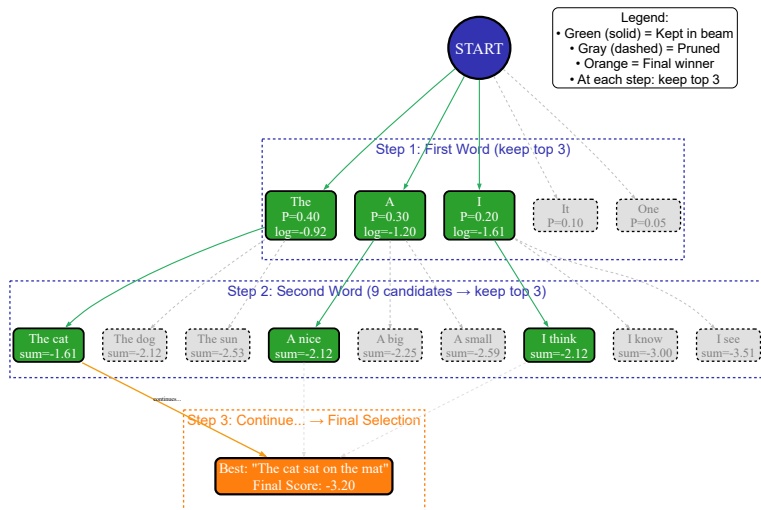 START
Legend:
• Green (solid) = Kept in beam
• Gray (dashed) = Pruned
• Orange = Final winner
• At each step: keep top 3
Step 1: First Word (keep top 3)
The
P=0.40
log=-0.92
A
P=0.30
log=-1.20
I
P=0.20
log=-1.61
It
P=0.10
One
P=0.05
Step 2: Second Word (9 candidates → keep top 3)
The cat
sum=-1.61
The dog
sum=-2.12
The sun
sum=-2.53
A nice
sum=-2.12
A big
sum=-2.25
A small
sum=-2.59
I think
sum=-2.12
I know
sum=-3.00
I see
sum=-3.51
continues...
Step 3: Continue... → Final Selection
Best: "The cat sat on the mat"
Final Score: -3.20